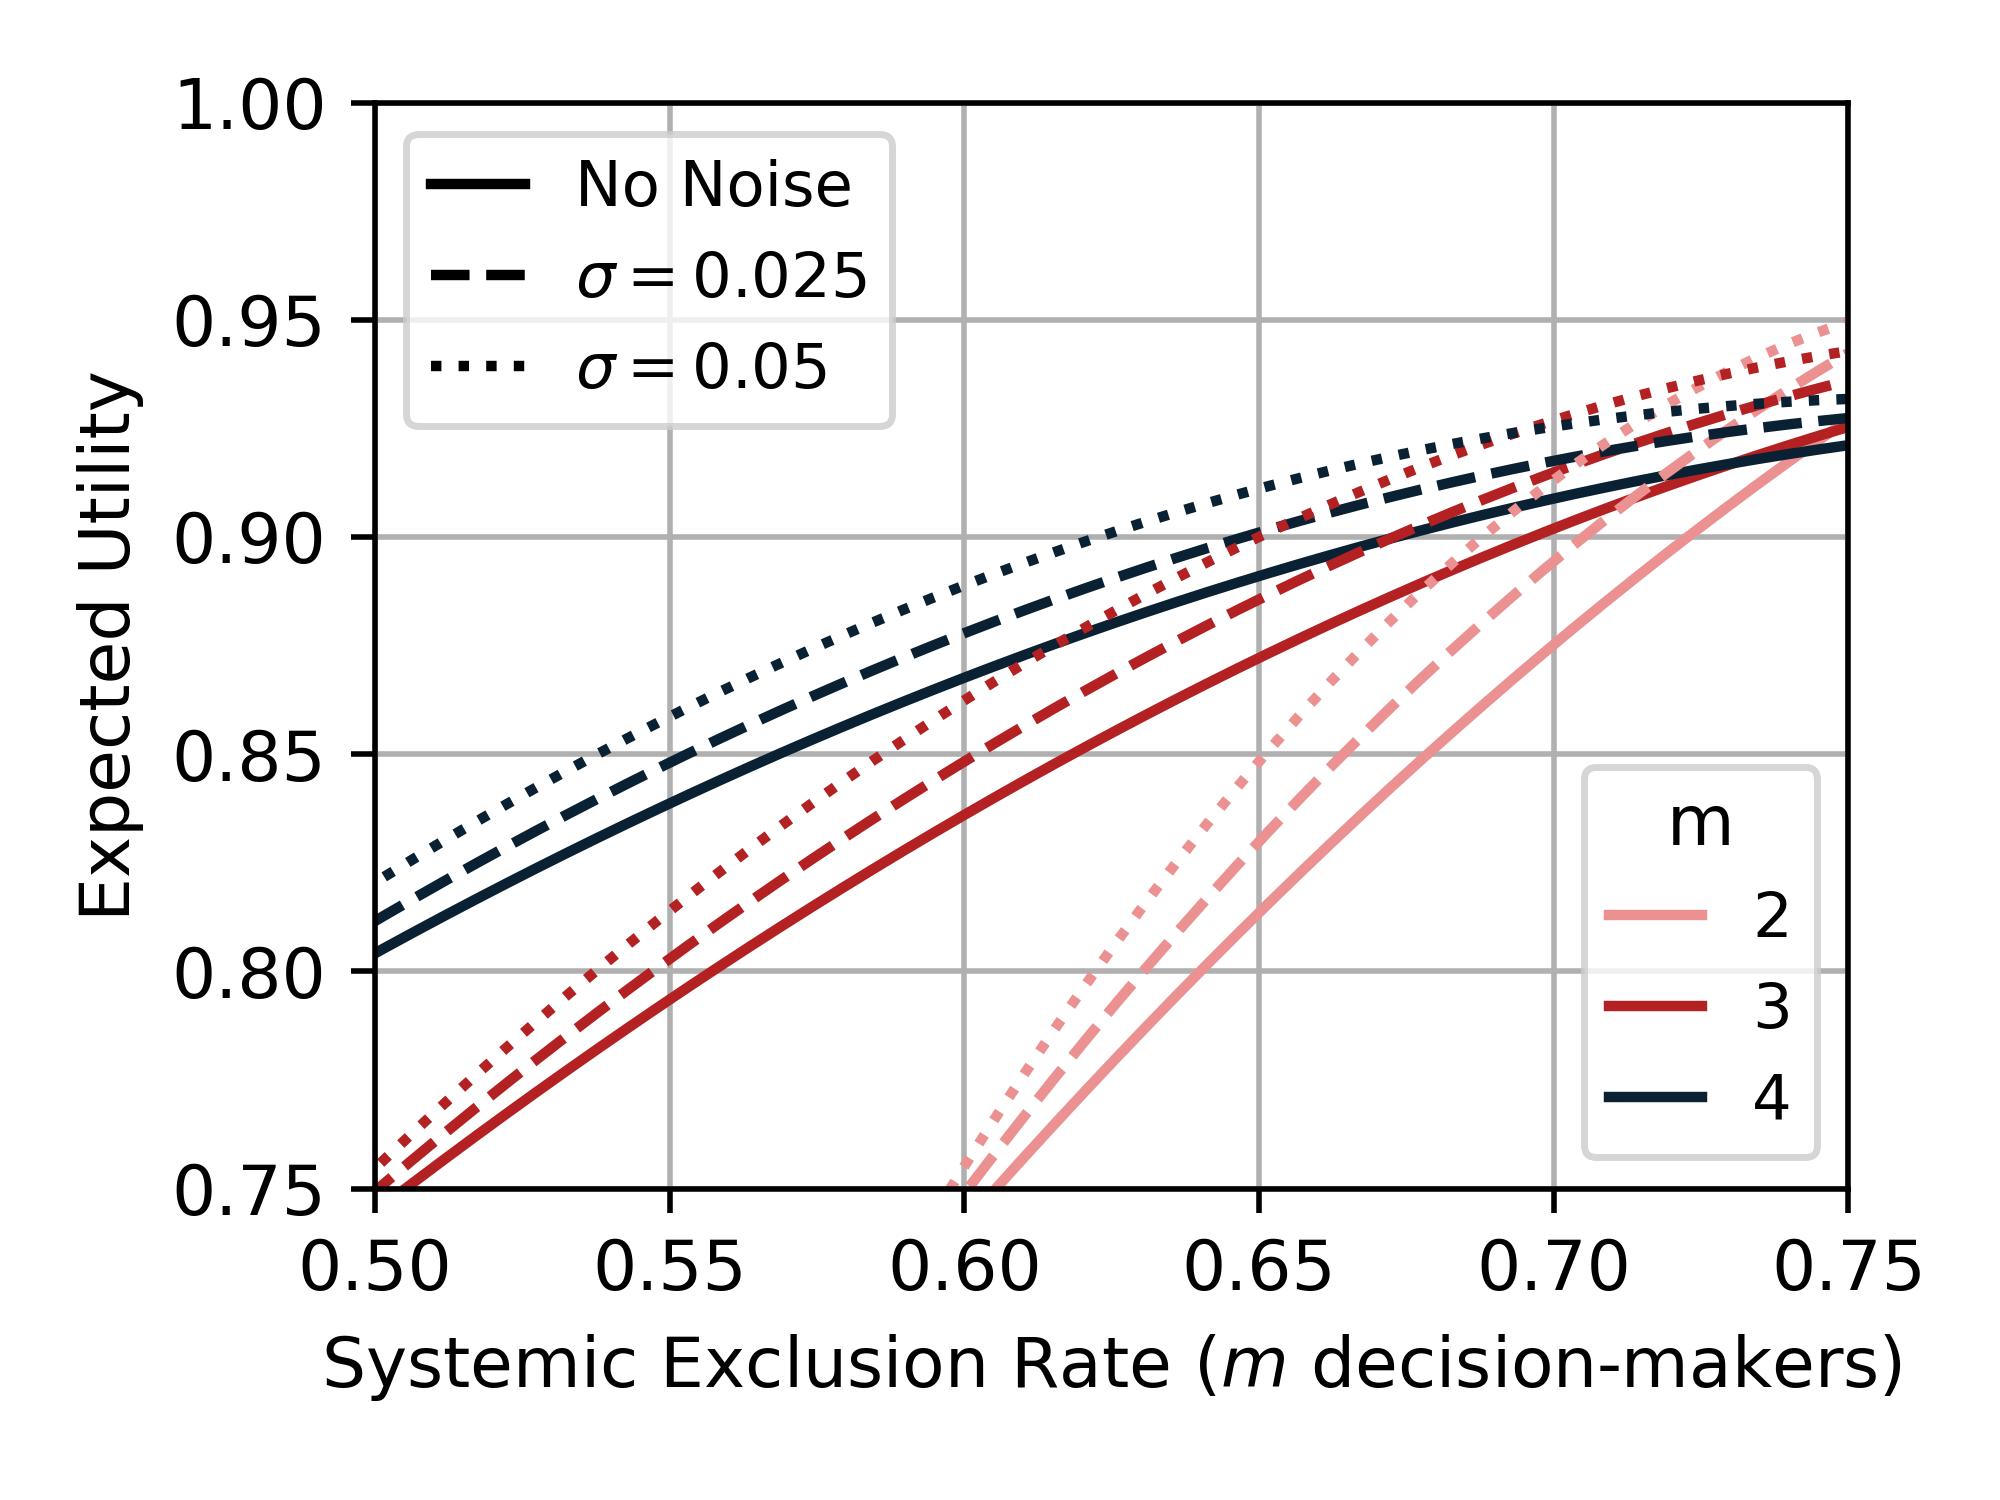 Expected Utility
1.00
0.95
0.90
0.85
0.80
0.75
No Noise
σ = 0.025
σ = 0.05
m
2
3
4
0.50 0.55 0.60 0.65 0.70 0.75
Systemic Exclusion Rate (m decision-makers)